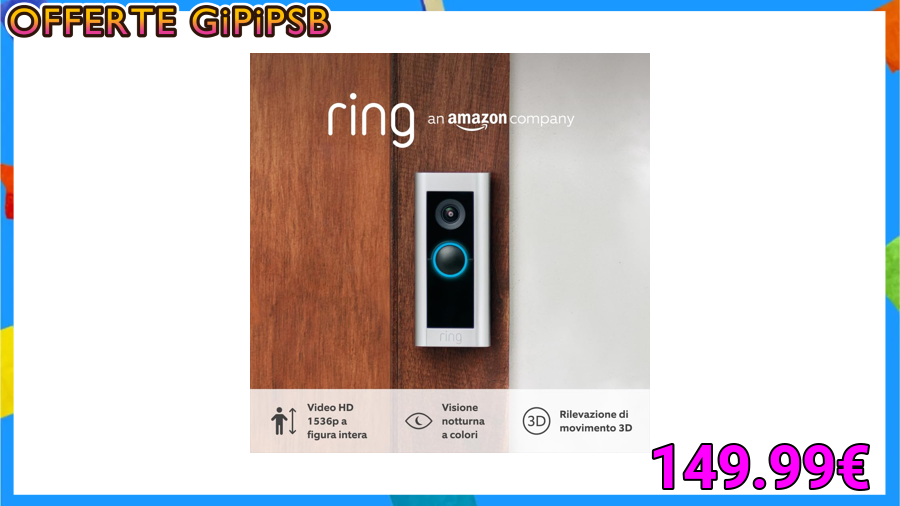 OFFERTE GiPiPSB
ring an amazon company
ring
Video HD
1536p a
figura intera
Visione
notturna
a colori
3D
Rilevazione di
movimento 3D
149.99€